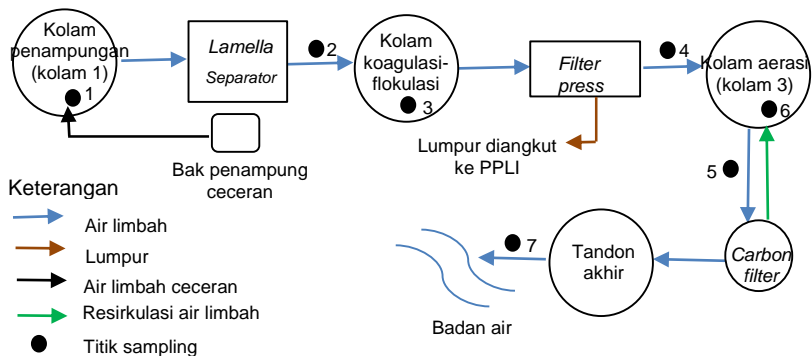 Kolam
penampungan
(kolam 1)
1
Lamella
Separator
2
Kolam
koagulasi-
flokulasi
3
Filter
press
4
Kolam aerasi
(kolam 3)
6
Bak penampung
ceceran
Lumpur diangkut
ke PPLI
5
Keterangan
Air limbah
Lumpur
Air limbah ceceran
Resirkulasi air limbah
Titik sampling
7
Badan air
Tandon
akhir
Carbon
filter